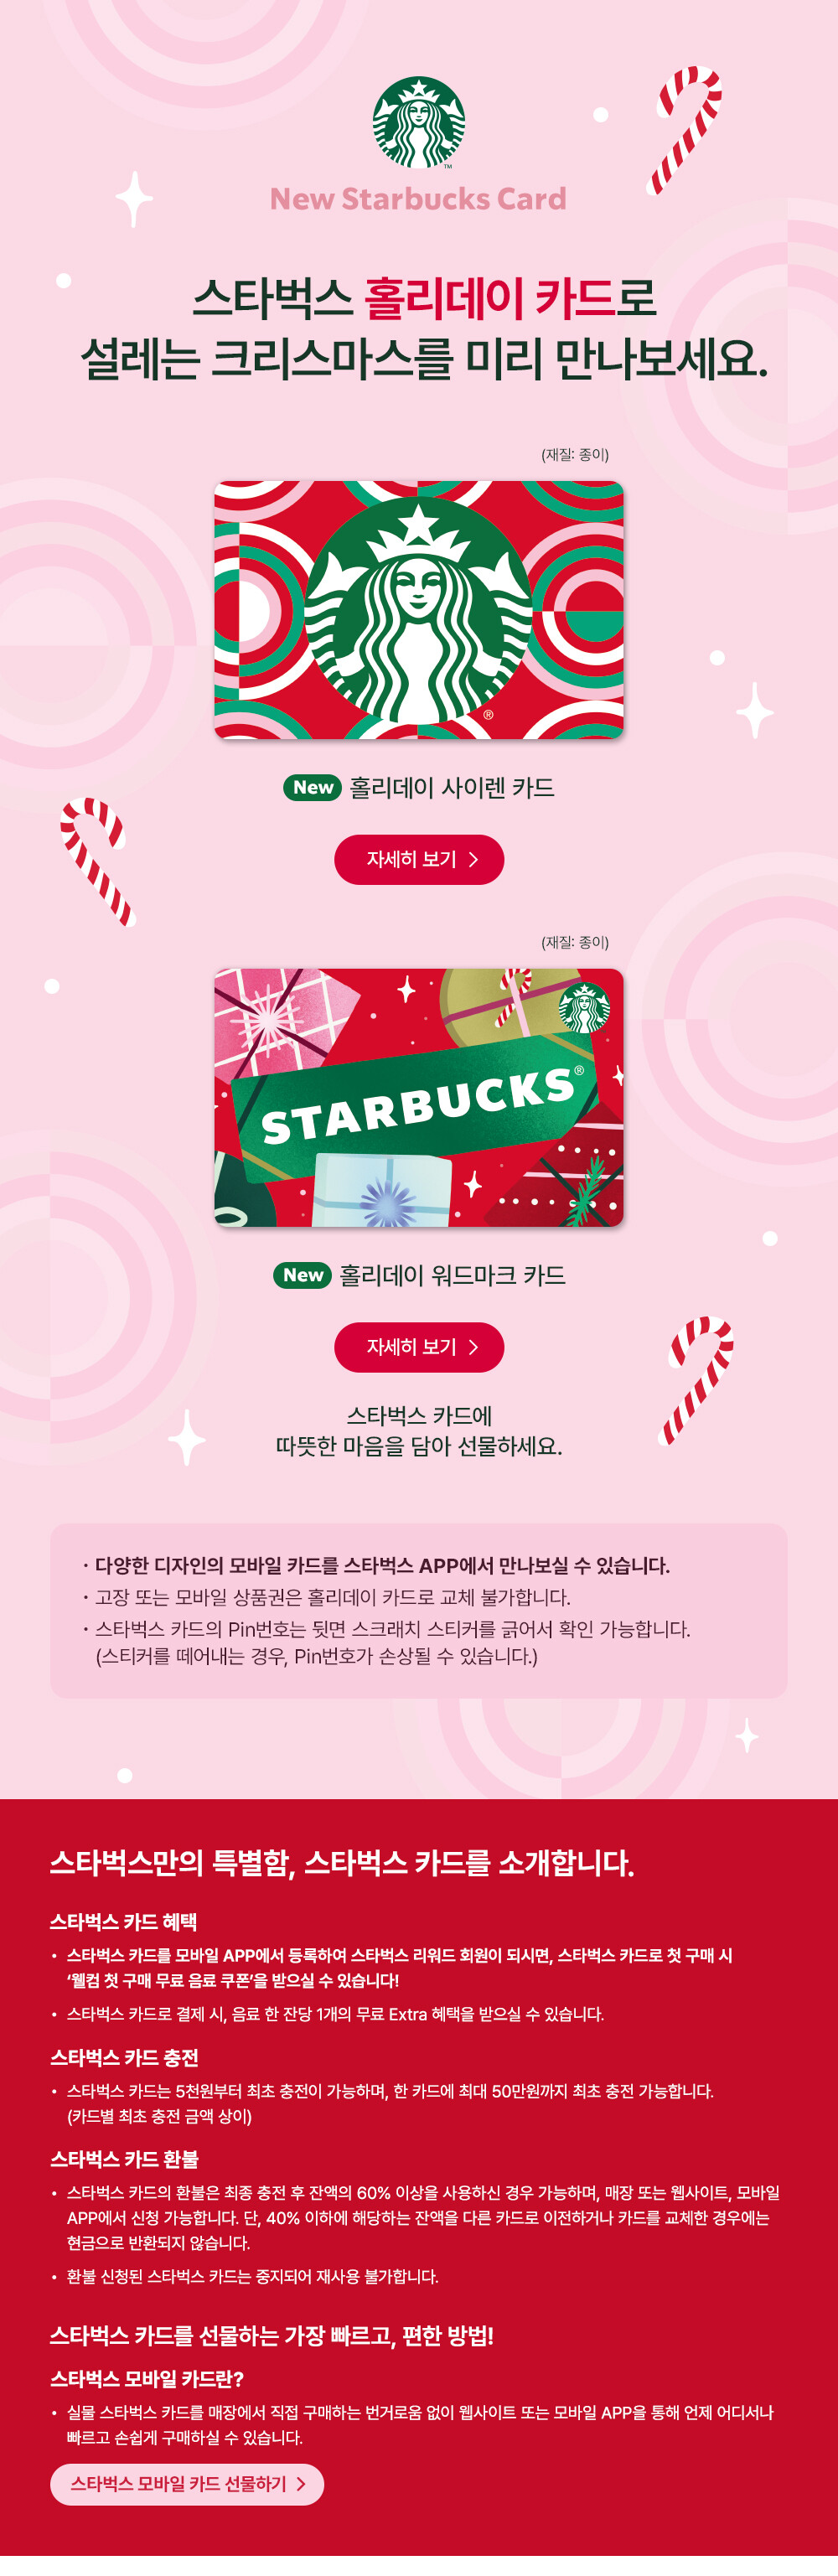 TM
New Starbucks Card
스타벅스 홀리데이 카드로
설레는 크리스마스를 미리 만나보세요.
(재질: 종이)
®
New 홀리데이 사이렌 카드
자세히 보기 >
(재질: 종이)
STARBUCKS®
New 홀리데이 워드마크 카드
자세히 보기 >
스타벅스 카드에
따뜻한 마음을 담아 선물하세요.
· 다양한 디자인의 모바일 카드를 스타벅스 APP에서 만나보실 수 있습니다.
· 고장 또는 모바일 상품권은 홀리데이 카드로 교체 불가합니다.
· 스타벅스 카드의 Pin번호는 뒷면 스크래치 스티커를 긁어서 확인 가능합니다.
(스티커를 떼어내는 경우, Pin번호가 손상될 수 있습니다.)
스타벅스만의 특별함, 스타벅스 카드를 소개합니다.
스타벅스 카드 혜택
• 스타벅스 카드를 모바일 APP에서 등록하여 스타벅스 리워드 회원이 되시면, 스타벅스 카드로 첫 구매 시
‘웰컴 첫 구매 무료 음료 쿠폰’을 받으실 수 있습니다!
• 스타벅스 카드로 결제 시, 음료 한 잔당 1개의 무료 Extra 혜택을 받으실 수 있습니다.
스타벅스 카드 충전
• 스타벅스 카드는 5천원부터 최초 충전이 가능하며, 한 카드에 최대 50만원까지 최초 충전 가능합니다.
(카드별 최초 충전 금액 상이)
스타벅스 카드 환불
• 스타벅스 카드의 환불은 최종 충전 후 잔액의 60% 이상을 사용하신 경우 가능하며, 매장 또는 웹사이트, 모바일
APP에서 신청 가능합니다. 단, 40% 이하에 해당하는 잔액을 다른 카드로 이전하거나 카드를 교체한 경우에는
현금으로 반환되지 않습니다.
• 환불 신청된 스타벅스 카드는 중지되어 재사용 불가합니다.
스타벅스 카드를 선물하는 가장 빠르고, 편한 방법!
스타벅스 모바일 카드란?
• 실물 스타벅스 카드를 매장에서 직접 구매하는 번거로움 없이 웹사이트 또는 모바일 APP을 통해 언제 어디서나
빠르고 손쉽게 구매하실 수 있습니다.
스타벅스 모바일 카드 선물하기 >